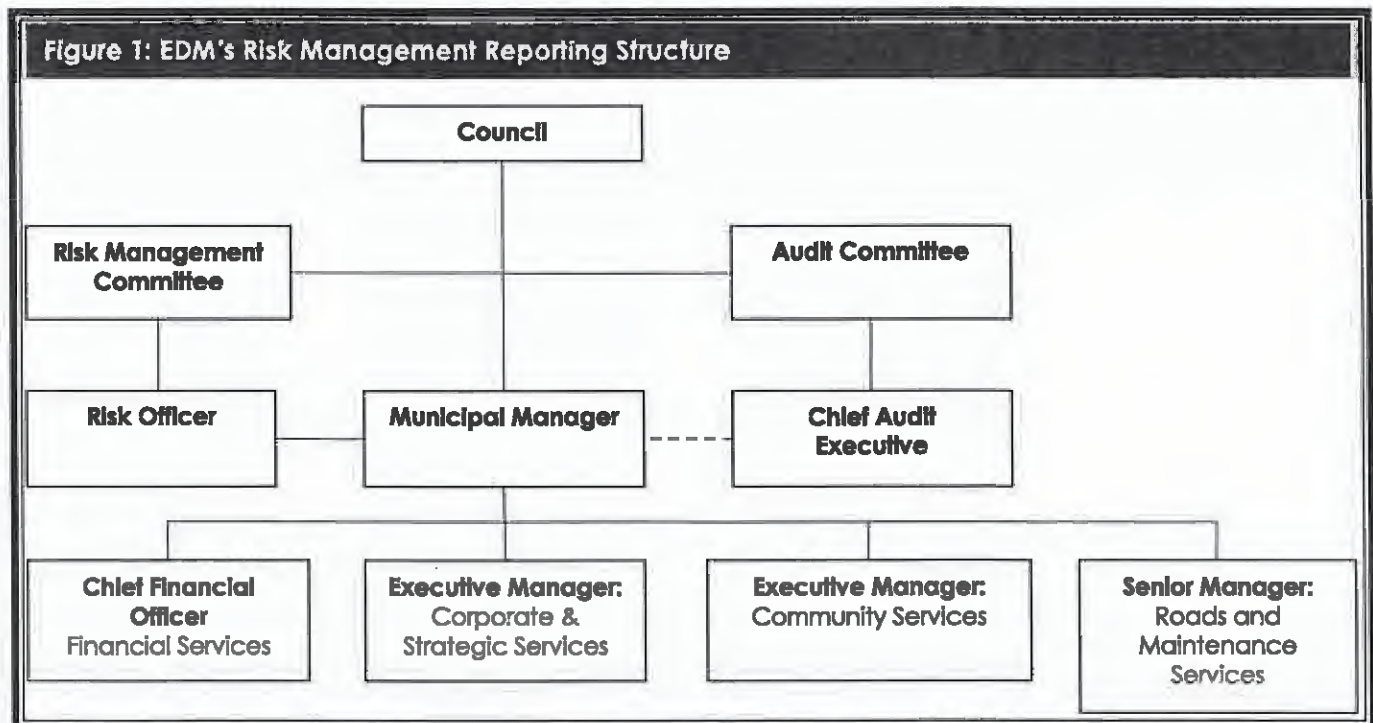 Figure 1: EDM's Risk Management Reporting Structure
Council
Risk Management
Committee
Audit Committee
Risk Officer
Municipal Manager
Chief Audit
Executive
Chief Financial
Officer
Financial Services
Executive Manager:
Corporate &
Strategic Services
Executive Manager:
Community Services
Senior Manager:
Roads and
Maintenance
Services